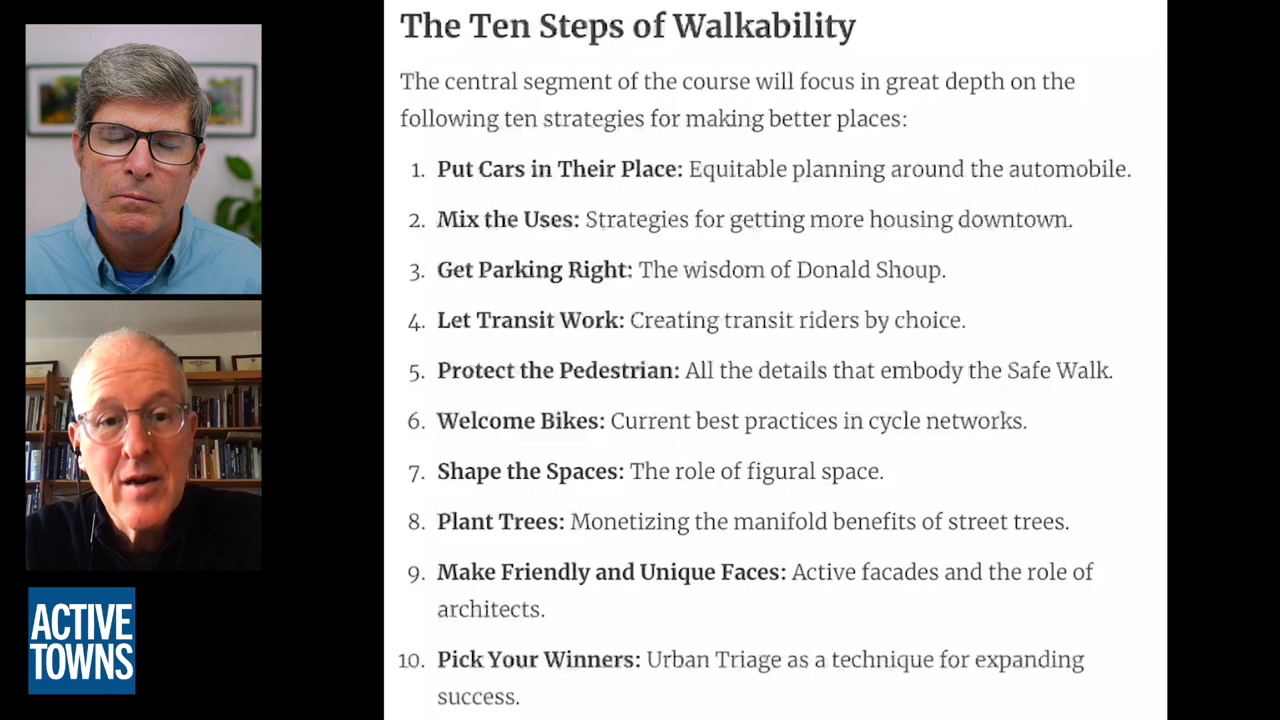 The Ten Steps of Walkability
The central segment of the course will focus in great depth on the
following ten strategies for making better places:
1. Put Cars in Their Place: Equitable planning around the automobile.
2. Mix the Uses: Strategies for getting more housing downtown.
3. Get Parking Right: The wisdom of Donald Shoup.
4. Let Transit Work: Creating transit riders by choice.
5. Protect the Pedestrian: All the details that embody the Safe Walk.
6. Welcome Bikes: Current best practices in cycle networks.
7. Shape the Spaces: The role of figural space.
8. Plant Trees: Monetizing the manifold benefits of street trees.
9. Make Friendly and Unique Faces: Active facades and the role of
architects.
10. Pick Your Winners: Urban Triage as a technique for expanding
success.
ACTIVE
TOWNS